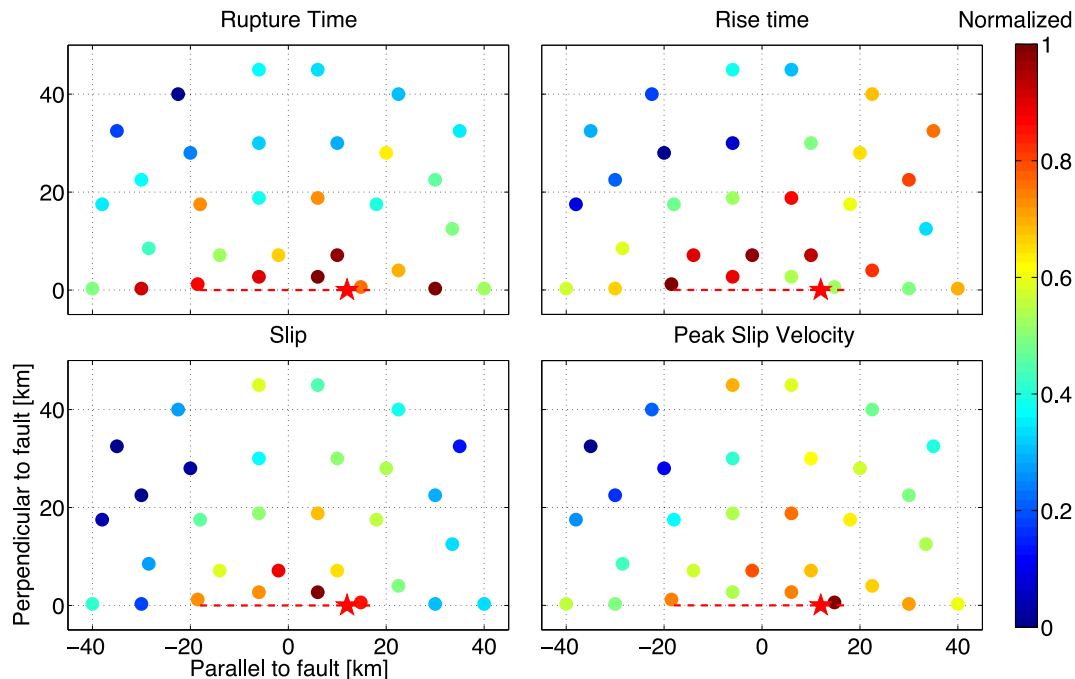 Rupture Time
Rise time
Normalized
40
20
0
1
0.8
0.6
0.4
0.2
0
Slip
Peak Slip Velocity
40
20
0
Perpendicular to fault [km]
−40 −20 0 20 40
−40 −20 0 20 40
Parallel to fault [km]